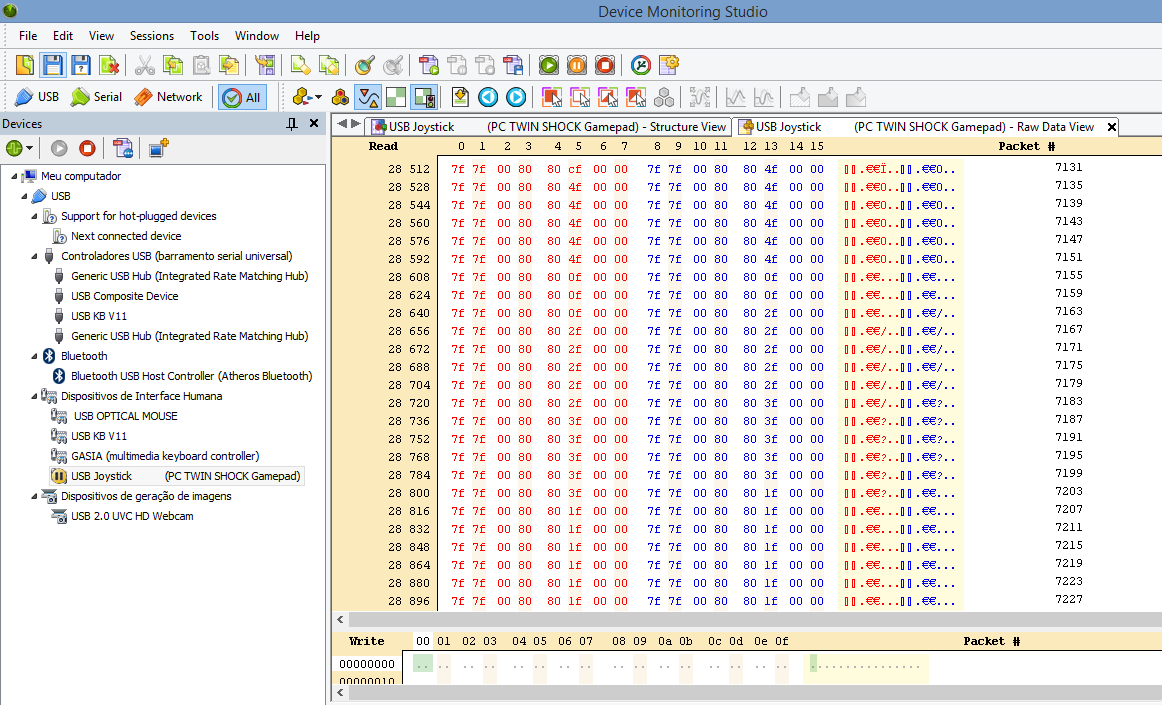 Device Monitoring Studio
File Edit View Sessions Tools Window Help
USB Serial Network All
Devices
Meu computador
USB
Support for hot-plugged devices
Next connected device
Controladores USB (barramento serial universal)
Generic USB Hub (Integrated Rate Matching Hub)
USB Composite Device
USB KB V11
Generic USB Hub (Integrated Rate Matching Hub)
Bluetooth
Bluetooth USB Host Controller (Atheros Bluetooth)
Dispositivos de Interface Humana
USB OPTICAL MOUSE
USB KB V11
GASIA (multimedia keyboard controller)
USB Joystick (PC TWIN SHOCK Gamepad)
Dispositivos de geração de imagens
USB 2.0 UVC HD Webcam
USB Joystick (PC TWIN SHOCK Gamepad) - Structure View USB Joystick (PC TWIN SHOCK Gamepad) - Raw Data View
Read 0 1 2 3 4 5 6 7 8 9 10 11 12 13 14 15 Packet #
28 512 7f 7f 00 80 80 cf 00 00 7f 7f 00 80 80 4f 00 00 ▯▯.€€Ï..▯▯.€€O.. 7131
28 528 7f 7f 00 80 80 4f 00 00 7f 7f 00 80 80 4f 00 00 ▯▯.€€O..▯▯.€€O.. 7135
28 544 7f 7f 00 80 80 4f 00 00 7f 7f 00 80 80 4f 00 00 ▯▯.€€O..▯▯.€€O.. 7139
28 560 7f 7f 00 80 80 4f 00 00 7f 7f 00 80 80 4f 00 00 ▯▯.€€O..▯▯.€€O.. 7143
28 576 7f 7f 00 80 80 4f 00 00 7f 7f 00 80 80 4f 00 00 ▯▯.€€O..▯▯.€€O.. 7147
28 592 7f 7f 00 80 80 4f 00 00 7f 7f 00 80 80 4f 00 00 ▯▯.€€O..▯▯.€€O.. 7151
28 608 7f 7f 00 80 80 0f 00 00 7f 7f 00 80 80 0f 00 00 ▯▯.€€...▯▯.€€... 7155
28 624 7f 7f 00 80 80 0f 00 00 7f 7f 00 80 80 0f 00 00 ▯▯.€€...▯▯.€€... 7159
28 640 7f 7f 00 80 80 0f 00 00 7f 7f 00 80 80 2f 00 00 ▯▯.€€...▯▯.€€/.. 7163
28 656 7f 7f 00 80 80 2f 00 00 7f 7f 00 80 80 2f 00 00 ▯▯.€€/..▯▯.€€/.. 7167
28 672 7f 7f 00 80 80 2f 00 00 7f 7f 00 80 80 2f 00 00 ▯▯.€€/..▯▯.€€/.. 7171
28 688 7f 7f 00 80 80 2f 00 00 7f 7f 00 80 80 2f 00 00 ▯▯.€€/..▯▯.€€/.. 7175
28 704 7f 7f 00 80 80 2f 00 00 7f 7f 00 80 80 2f 00 00 ▯▯.€€/..▯▯.€€/.. 7179
28 720 7f 7f 00 80 80 2f 00 00 7f 7f 00 80 80 3f 00 00 ▯▯.€€/..▯▯.€€?.. 7183
28 736 7f 7f 00 80 80 3f 00 00 7f 7f 00 80 80 3f 00 00 ▯▯.€€?..▯▯.€€?.. 7187
28 752 7f 7f 00 80 80 3f 00 00 7f 7f 00 80 80 3f 00 00 ▯▯.€€?..▯▯.€€?.. 7191
28 768 7f 7f 00 80 80 3f 00 00 7f 7f 00 80 80 3f 00 00 ▯▯.€€?..▯▯.€€?.. 7195
28 784 7f 7f 00 80 80 3f 00 00 7f 7f 00 80 80 3f 00 00 ▯▯.€€?..▯▯.€€?.. 7199
28 800 7f 7f 00 80 80 3f 00 00 7f 7f 00 80 80 1f 00 00 ▯▯.€€?..▯▯.€€... 7203
28 816 7f 7f 00 80 80 1f 00 00 7f 7f 00 80 80 1f 00 00 ▯▯.€€...▯▯.€€... 7207
28 832 7f 7f 00 80 80 1f 00 00 7f 7f 00 80 80 1f 00 00 ▯▯.€€...▯▯.€€... 7211
28 848 7f 7f 00 80 80 1f 00 00 7f 7f 00 80 80 1f 00 00 ▯▯.€€...▯▯.€€... 7215
28 864 7f 7f 00 80 80 1f 00 00 7f 7f 00 80 80 1f 00 00 ▯▯.€€...▯▯.€€... 7219
28 880 7f 7f 00 80 80 1f 00 00 7f 7f 00 80 80 1f 00 00 ▯▯.€€...▯▯.€€... 7223
28 896 7f 7f 00 80 80 1f 00 00 7f 7f 00 80 80 1f 00 00 ▯▯.€€...▯▯.€€... 7227
Write 00 01 02 03 04 05 06 07 08 09 0a 0b 0c 0d 0e 0f Packet #
00000000 .. .. .. .. .. .. .. .. .. .. .. .. .. .. .. .. ................
00000010